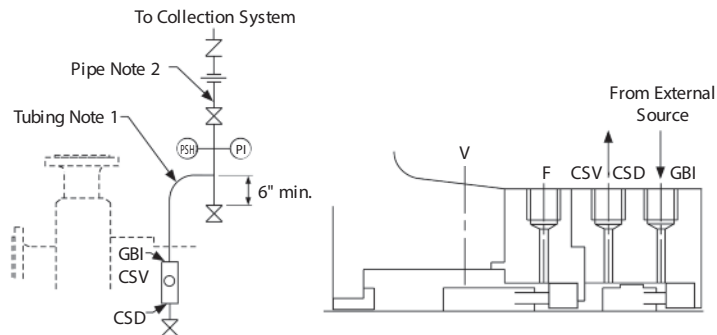 To Collection System
Pipe Note 2
Tubing Note 1
PSH
PI
6" min.
GBI
CSV
CSD
From External
Source
V
F
CSV
CSD
GBI